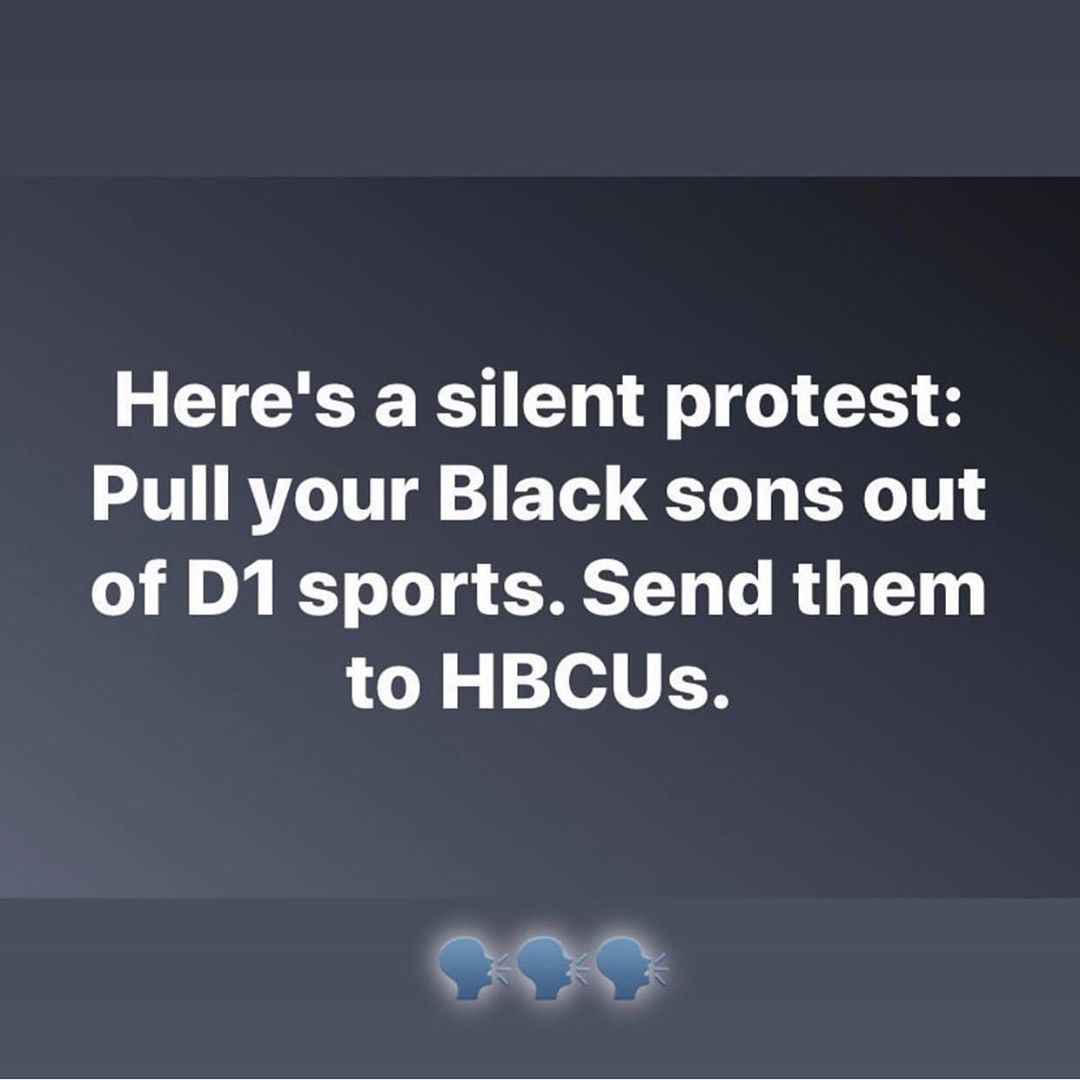 Here's a silent protest:
Pull your Black sons out
of D1 sports. Send them
to HBCUs.